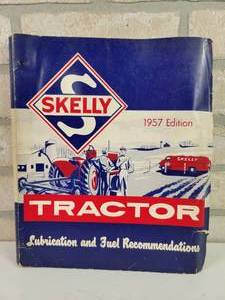 S
SKELLY
1957 Edition
SKELLY
TRACTOR
Lubrication and Fuel Recommendations